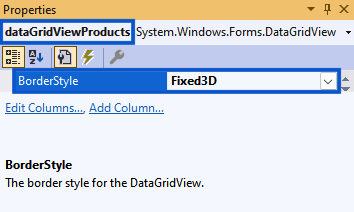 Properties
dataGridViewProducts System.Windows.Forms.DataGridView
BorderStyle Fixed3D
Edit Columns..., Add Column...
BorderStyle
The border style for the DataGridView.